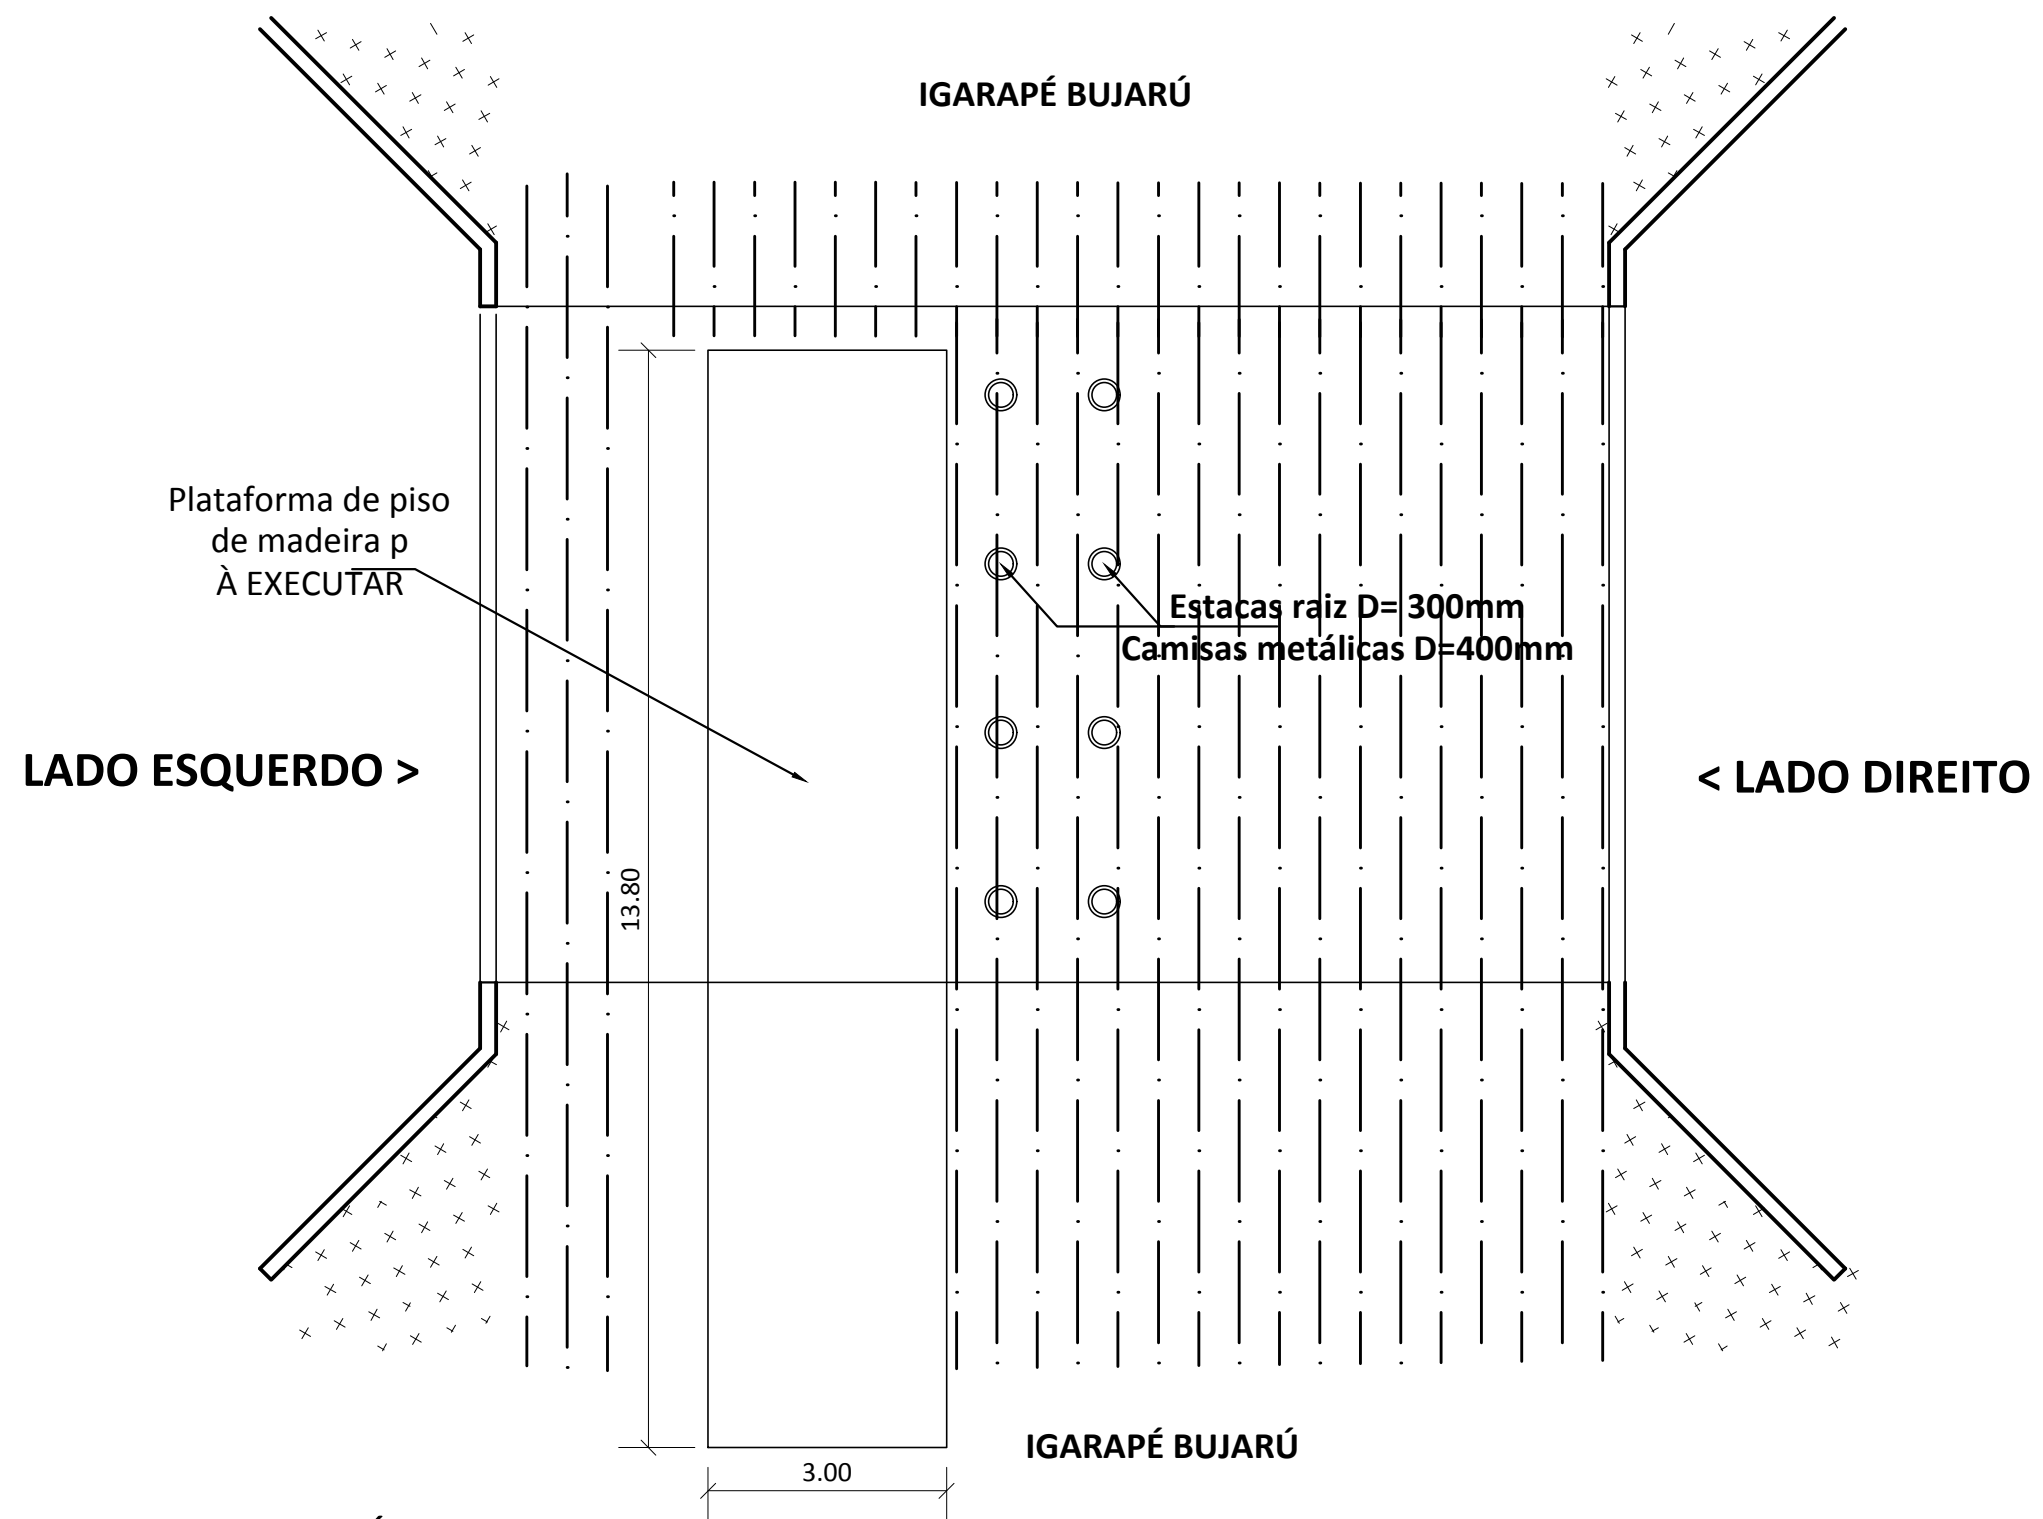 IGARAPÉ BUJARÚ
Plataforma de piso
de madeira p
À EXECUTAR
Estacas raiz D= 300mm
Camisas metálicas D=400mm
LADO ESQUERDO >
< LADO DIREITO
13.80
IGARAPÉ BUJARÚ
3.00